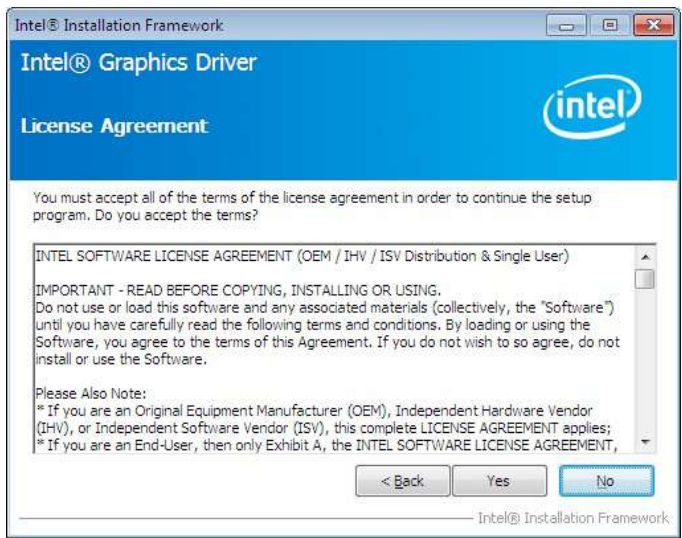 Intel® Installation Framework
Intel® Graphics Driver
License Agreement
intel
You must accept all of the terms of the license agreement in order to continue the setup
program. Do you accept the terms?
INTEL SOFTWARE LICENSE AGREEMENT (OEM / IHV / ISV Distribution & Single User)
IMPORTANT - READ BEFORE COPYING, INSTALLING OR USING.
Do not use or load this software and any associated materials (collectively, the "Software")
until you have carefully read the following terms and conditions. By loading or using the
Software, you agree to the terms of this Agreement. If you do not wish to so agree, do not
install or use the Software.
Please Also Note:
* If you are an Original Equipment Manufacturer (OEM), Independent Hardware Vendor
(IHV), or Independent Software Vendor (ISV), this complete LICENSE AGREEMENT applies;
* If you are an End-User, then only Exhibit A, the INTEL SOFTWARE LICENSE AGREEMENT,
< Back Yes No
Intel® Installation Framework